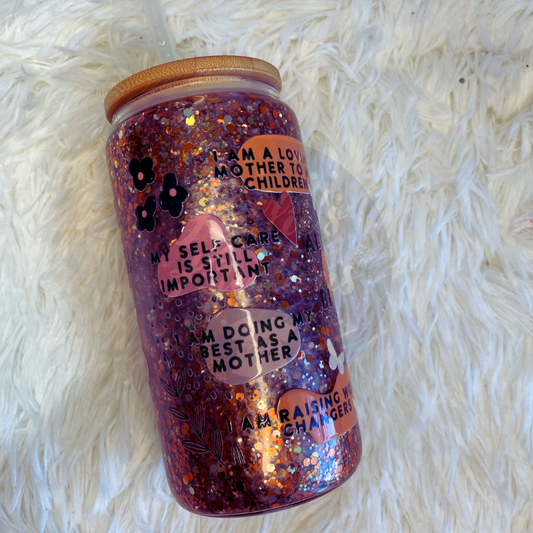 I AM A
MOTHER TO
CHILDREN
MY SELF CARE
IS STILL
IMPORTANT
I AM DOING MY
BEST AS A
MOTHER
I AM RAISING
CHANGERS